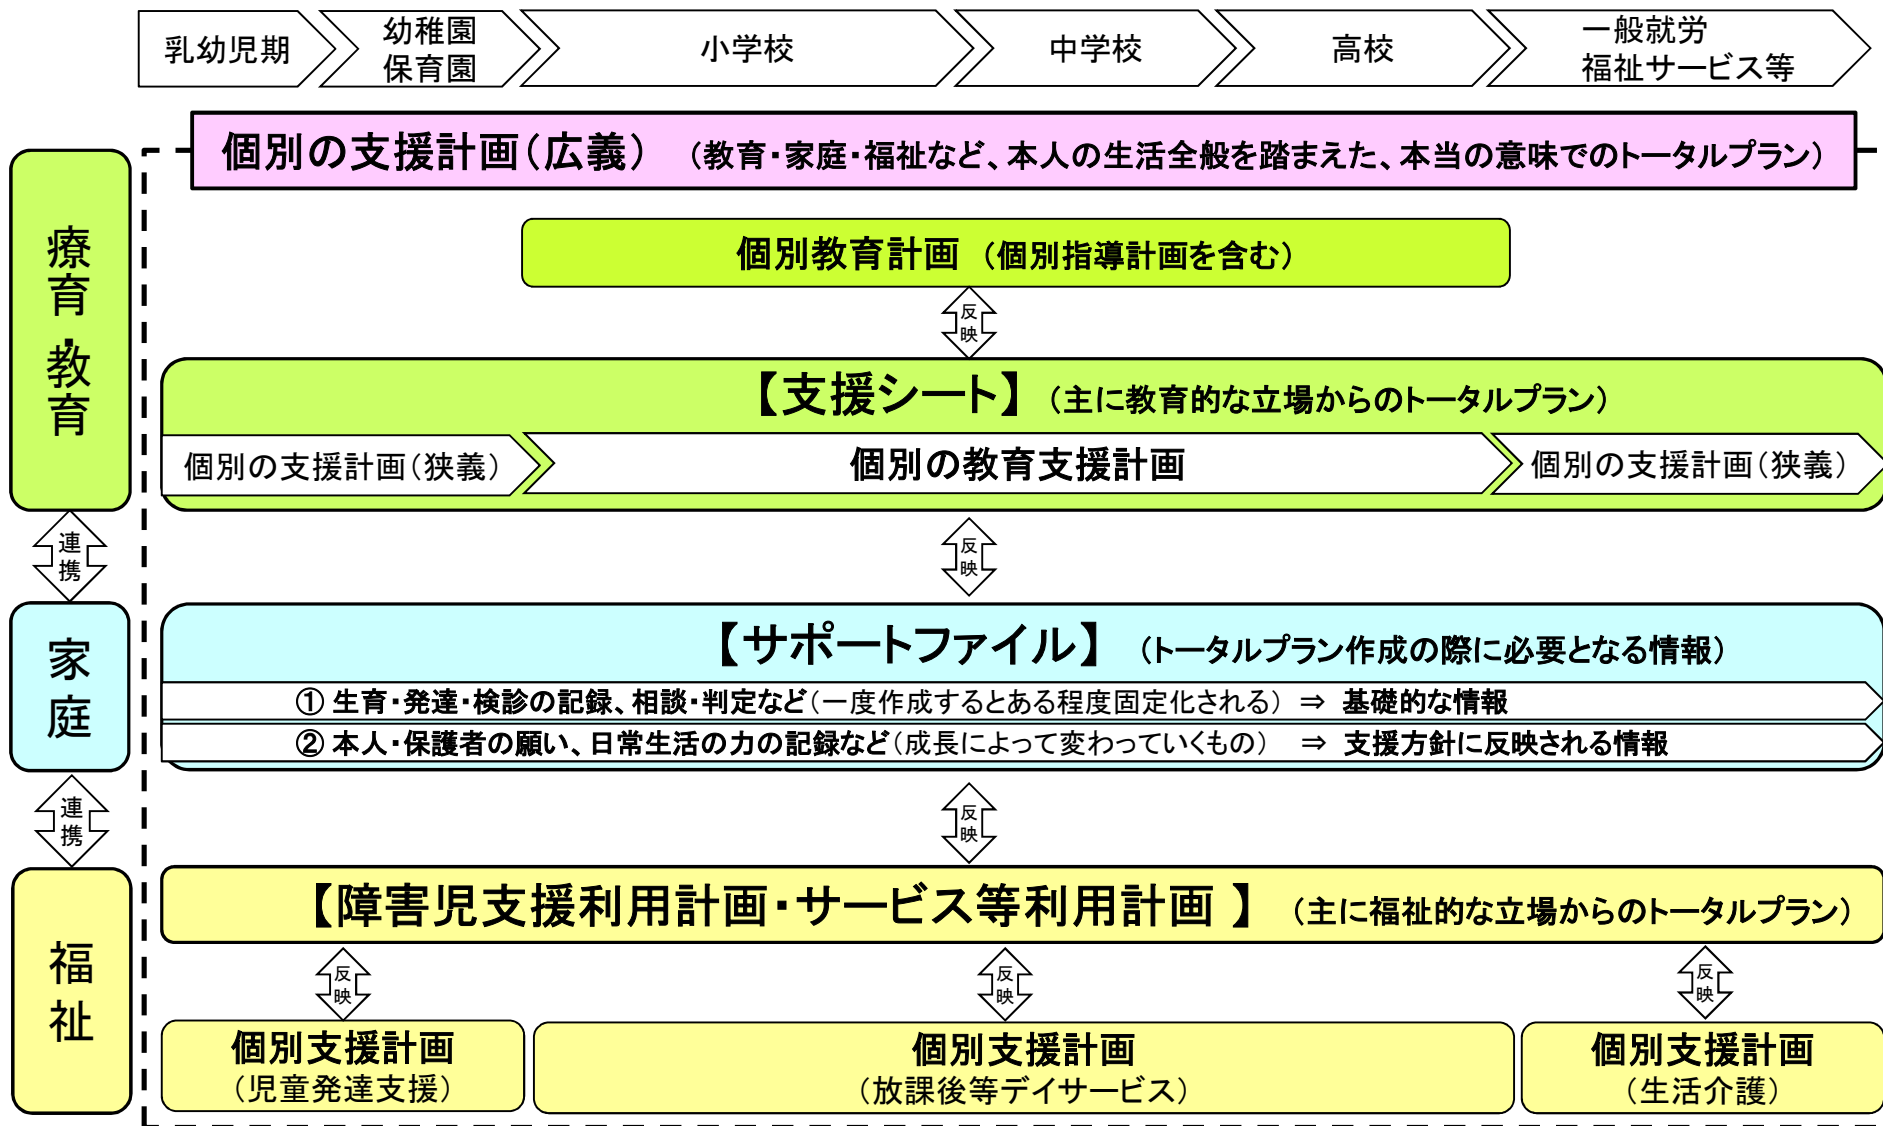 乳幼児期
幼稚園
保育園
小学校
中学校
高校
一般就労
福祉サービス等
個別の支援計画（広義）　（教育・家庭・福祉など、本人の生活全般を踏まえた、本当の意味でのトータルプラン）
療育・教育
個別教育計画　（個別指導計画を含む）
反映
【支援シート】　（主に教育的な立場からのトータルプラン）
個別の支援計画（狭義）
個別の教育支援計画
個別の支援計画（狭義）
連携
反映
家庭
【サポートファイル】　（トータルプラン作成の際に必要となる情報）
① 生育・発達・検診の記録、相談・判定など（一度作成するとある程度固定化される）　⇒　基礎的な情報
② 本人・保護者の願い、日常生活の力の記録など（成長によって変わっていくもの）　⇒　支援方針に反映される情報
連携
反映
福祉
【障害児支援利用計画・サービス等利用計画 】　（主に福祉的な立場からのトータルプラン）
反映
反映
反映
個別支援計画
（児童発達支援）
個別支援計画
（放課後等デイサービス）
個別支援計画
（生活介護）